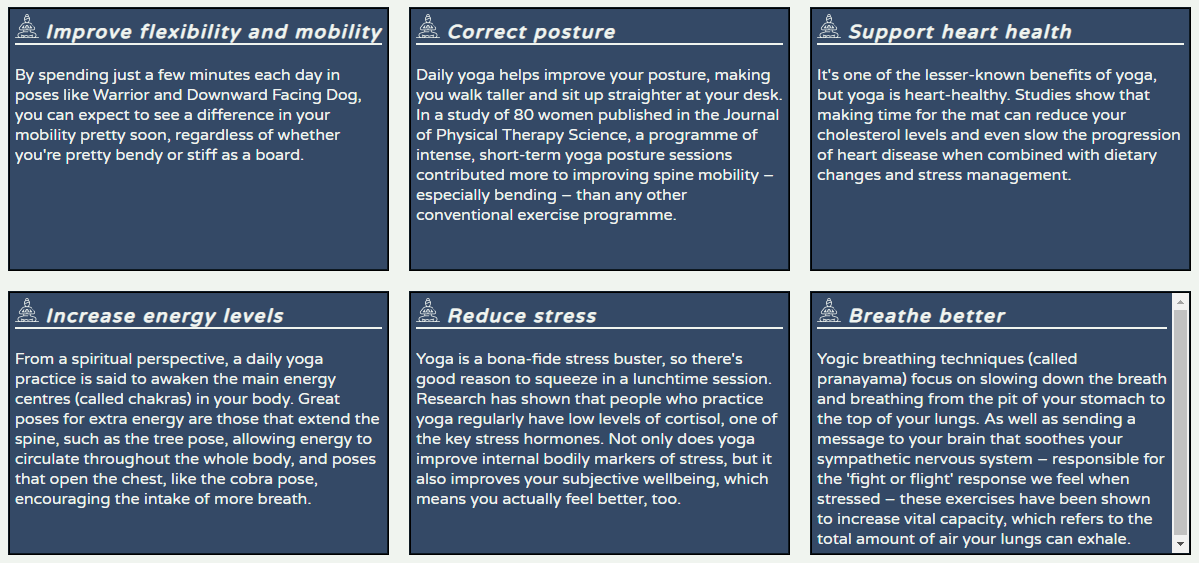 Improve flexibility and mobility
By spending just a few minutes each day in
poses like Warrior and Downward Facing Dog,
you can expect to see a difference in your
mobility pretty soon, regardless of whether
you're pretty bendy or stiff as a board.
Correct posture
Daily yoga helps improve your posture, making
you walk taller and sit up straighter at your desk.
In a study of 80 women published in the Journal
of Physical Therapy Science, a programme of
intense, short-term yoga posture sessions
contributed more to improving spine mobility –
especially bending – than any other
conventional exercise programme.
Support heart health
It's one of the lesser-known benefits of yoga,
but yoga is heart-healthy. Studies show that
making time for the mat can reduce your
cholesterol levels and even slow the progression
of heart disease when combined with dietary
changes and stress management.
Increase energy levels
From a spiritual perspective, a daily yoga
practice is said to awaken the main energy
centres (called chakras) in your body. Great
poses for extra energy are those that extend the
spine, such as the tree pose, allowing energy to
circulate throughout the whole body, and poses
that open the chest, like the cobra pose,
encouraging the intake of more breath.
Reduce stress
Yoga is a bona-fide stress buster, so there's
good reason to squeeze in a lunchtime session.
Research has shown that people who practice
yoga regularly have low levels of cortisol, one of
the key stress hormones. Not only does yoga
improve internal bodily markers of stress, but it
also improves your subjective wellbeing, which
means you actually feel better, too.
Breathe better
Yogic breathing techniques (called
pranayama) focus on slowing down the breath
and breathing from the pit of your stomach to
the top of your lungs. As well as sending a
message to your brain that soothes your
sympathetic nervous system – responsible for
the 'fight or flight' response we feel when
stressed – these exercises have been shown
to increase vital capacity, which refers to the
total amount of air your lungs can exhale.